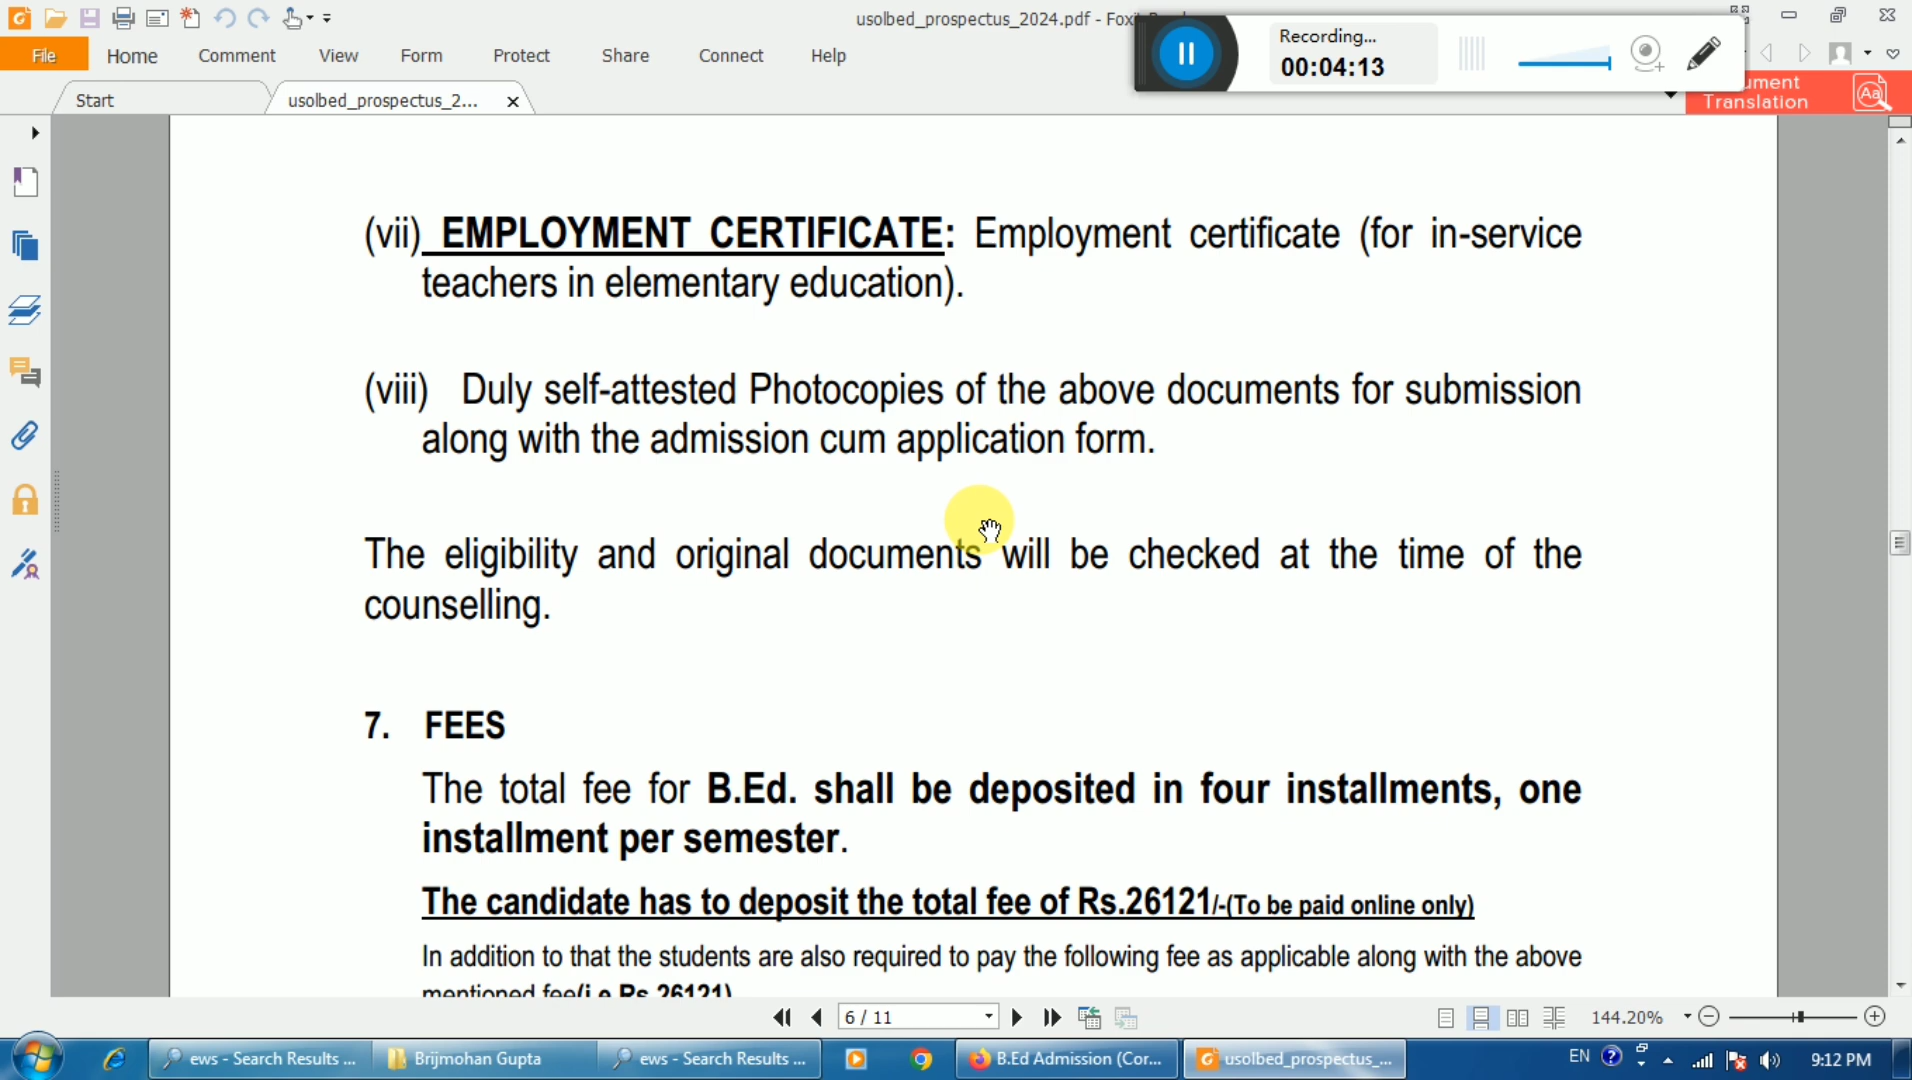 usolbed_prospectus_2024.pdf - Foxi
Recording...
00:04:13
File Home Comment View Form Protect Share Connect Help
Start
usolbed_prospectus_2...
Translation
Aa
(vii) EMPLOYMENT CERTIFICATE: Employment certificate (for in-service
teachers in elementary education).
(viii) Duly self-attested Photocopies of the above documents for submission
along with the admission cum application form.
The eligibility and original documents will be checked at the time of the
counselling.
7. FEES
The total fee for B.Ed. shall be deposited in four installments, one
installment per semester.
The candidate has to deposit the total fee of Rs.26121/-(To be paid online only)
In addition to that the students are also required to pay the following fee as applicable along with the above
mentioned fee(i.e Rs.26121)
6 / 11
144.20%
ews - Search Results ...
Brijmohan Gupta
ews - Search Results ...
B.Ed Admission (Cor...
usolbed_prospectus_...
EN
9:12 PM